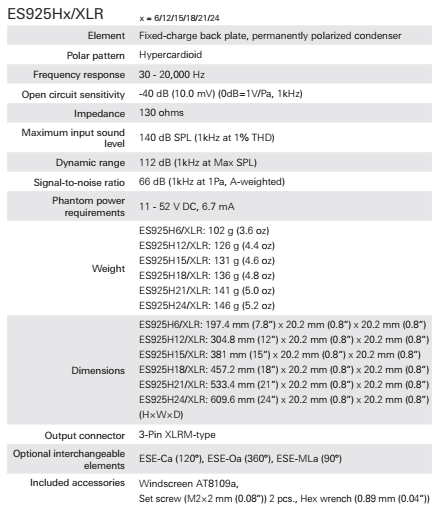 ES925Hx/XLR x = 6/12/15/18/21/24
Element Fixed-charge back plate, permanently polarized condenser
Polar pattern Hypercardioid
Frequency response 30 - 20,000 Hz
Open circuit sensitivity -40 dB (10.0 mV) (0dB=1V/Pa, 1kHz)
Impedance 130 ohms
Maximum input sound
level 140 dB SPL (1kHz at 1% THD)
Dynamic range 112 dB (1kHz at Max SPL)
Signal-to-noise ratio 66 dB (1kHz at 1Pa, A-weighted)
Phantom power
requirements 11 - 52 V DC, 6.7 mA
Weight
ES925H6/XLR: 102 g (3.6 oz)
ES925H12/XLR: 126 g (4.4 oz)
ES925H15/XLR: 131 g (4.6 oz)
ES925H18/XLR: 136 g (4.8 oz)
ES925H21/XLR: 141 g (5.0 oz)
ES925H24/XLR: 146 g (5.2 oz)
Dimensions
ES925H6/XLR: 197.4 mm (7.8“) x 20.2 mm (0.8“) x 20.2 mm (0.8“)
ES925H12/XLR: 304.8 mm (12“) x 20.2 mm (0.8“) x 20.2 mm (0.8“)
ES925H15/XLR: 381 mm (15“) x 20.2 mm (0.8“) x 20.2 mm (0.8“)
ES925H18/XLR: 457.2 mm (18“) x 20.2 mm (0.8“) x 20.2 mm (0.8“)
ES925H21/XLR: 533.4 mm (21“) x 20.2 mm (0.8“) x 20.2 mm (0.8“)
ES925H24/XLR: 609.6 mm (24“) x 20.2 mm (0.8“) x 20.2 mm (0.8“)
(H×W×D)
Output connector 3-Pin XLRM-type
Optional interchangeable
elements ESE-Ca (120°), ESE-Oa (360°), ESE-MLa (90°)
Included accessories Windscreen AT8109a,
Set screw (M2×2 mm (0.08“)) 2 pcs., Hex wrench (0.89 mm (0.04“))